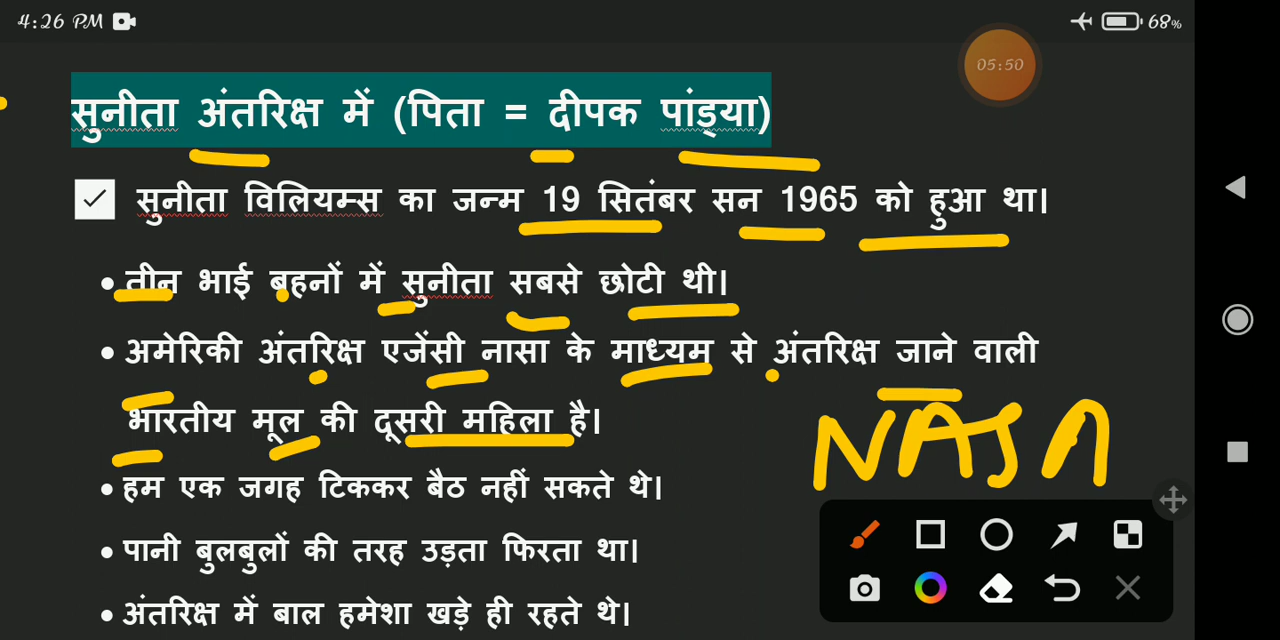 4:26 PM
68%
05:50
सुनीता अंतरिक्ष में (पिता = दीपक पांड्या)
सुनीता विलियम्स का जन्म 19 सितंबर सन 1965 को हुआ था।
• तीन भाई बहनों में सुनीता सबसे छोटी थी।
• अमेरिकी अंतरिक्ष एजेंसी नासा के माध्यम से अंतरिक्ष जाने वाली
भारतीय मूल की दूसरी महिला है।
NASA
• हम एक जगह टिककर बैठ नहीं सकते थे।
• पानी बुलबुलों की तरह उड़ता फिरता था।
• अंतरिक्ष में बाल हमेशा खड़े ही रहते थे।